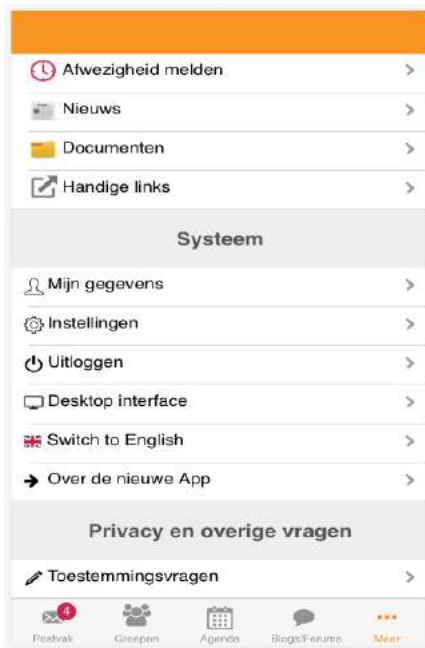 Afwezigheid melden
Nieuws
Documenten
Handige links
Systeem
Mijn gegevens
Instellingen
Uitloggen
Desktop interface
Switch to English
Over de nieuwe App
Privacy en overige vragen
Toestemmingsvragen
4
Postvak Groepen Agenda Blogs/Forums Meer